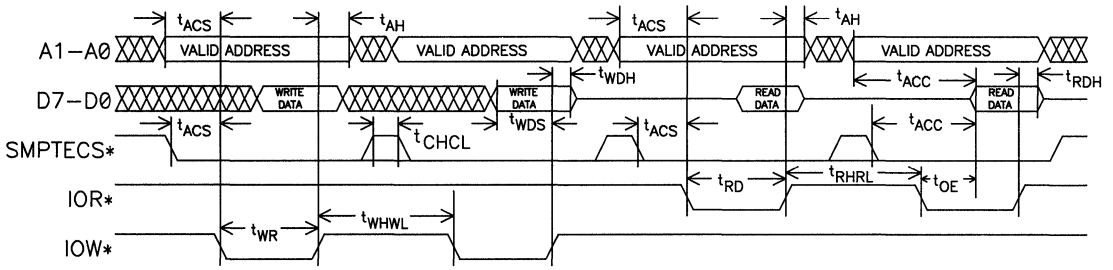 tACS tAH tACS tAH
A1-A0 VALID ADDRESS VALID ADDRESS VALID ADDRESS VALID ADDRESS
tWDH tACC tRDH
D7-D0 WRITE DATA WRITE DATA READ DATA READ DATA
tACS tCHCL tWDS tACS tACC
SMPTECS*
tRD tRHRL tOE
IOR*
tWR tWHWL
IOW*